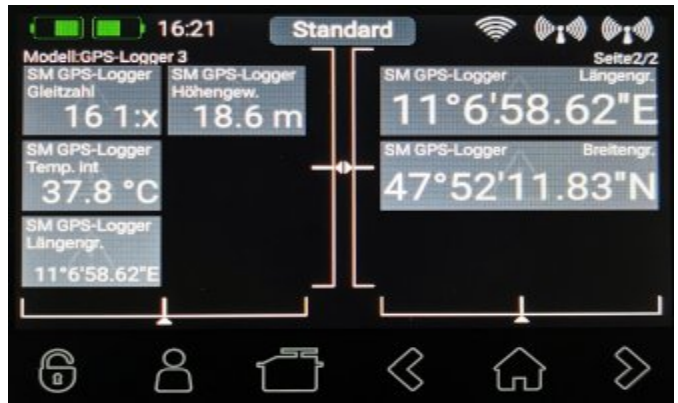 16:21 Standard
Modell:GPS-Logger 3
Seite2/2
SM GPS-Logger
Gleitzahl
16 1:x
SM GPS-Logger
Höhengew.
18.6 m
SM GPS-Logger
Temp. int
37.8 °C
SM GPS-Logger
Längengr.
11°6'58.62"E
SM GPS-Logger Längengr.
11°6'58.62"E
SM GPS-Logger Breitengr.
47°52'11.83"N